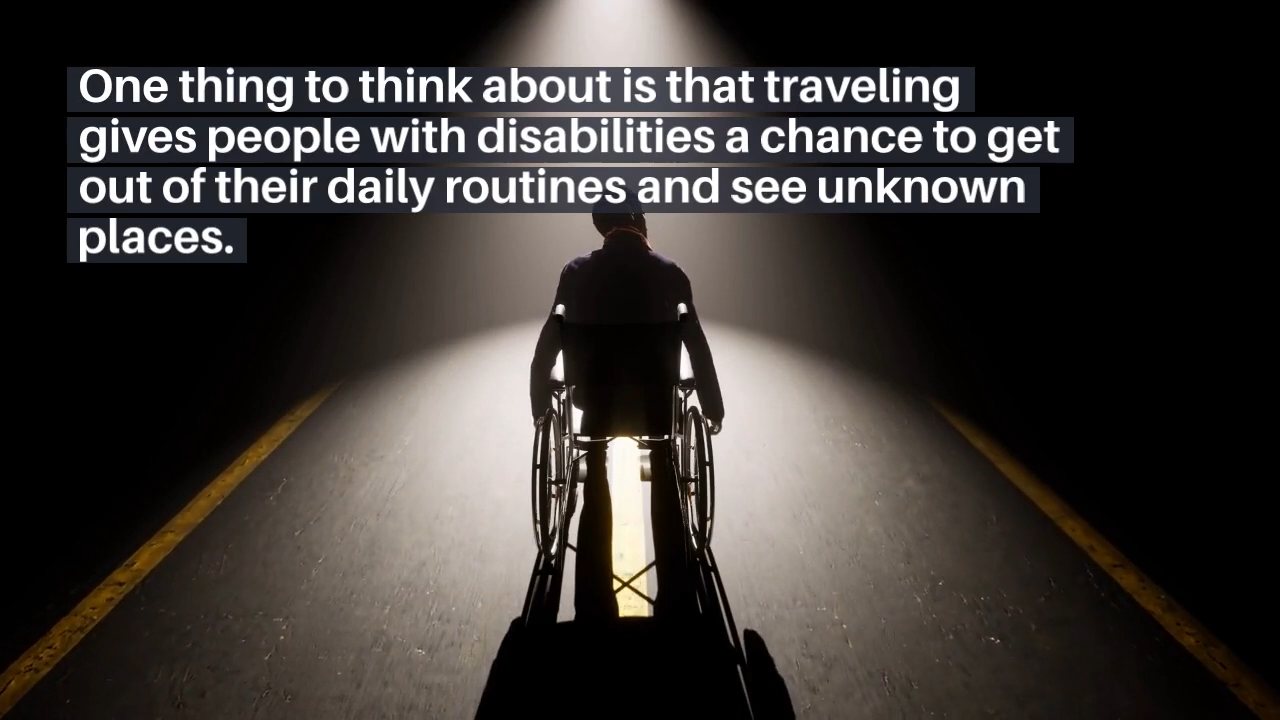 One thing to think about is that traveling
gives people with disabilities a chance to get
out of their daily routines and see unknown
places.